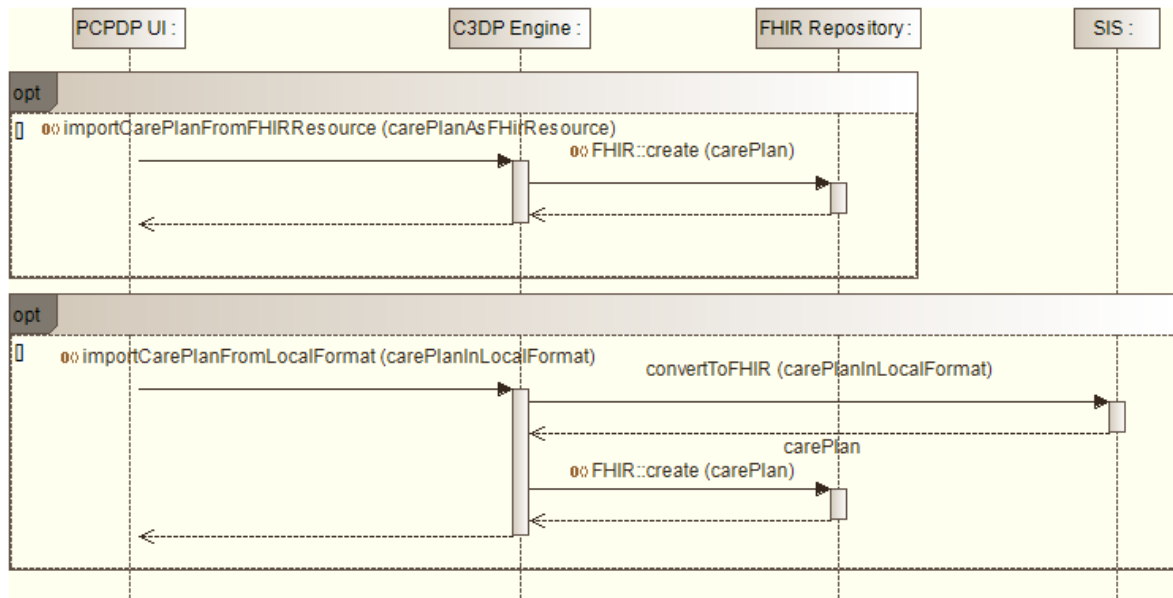 PCPDP UI :
C3DP Engine :
FHIR Repository :
SIS :
opt
[] importCarePlanFromFHIRResource (carePlanAsFHirResource)
FHIR::create (carePlan)
opt
[] importCarePlanFromLocalFormat (carePlanInLocalFormat)
convertToFHIR (carePlanInLocalFormat)
carePlan
FHIR::create (carePlan)